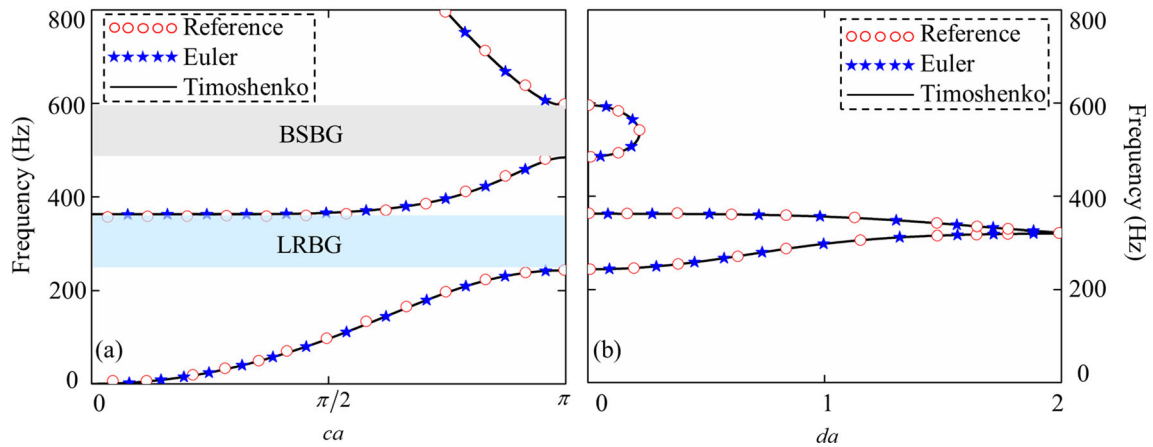 800
600
400
200
0
Frequency (Hz)
Reference
Euler
Timoshenko
BSBG
LRBG
(a)
0
π/2
π
ca
Reference
Euler
Timoshenko
(b)
0
1
2
da
800
600
400
200
0
Frequency (Hz)